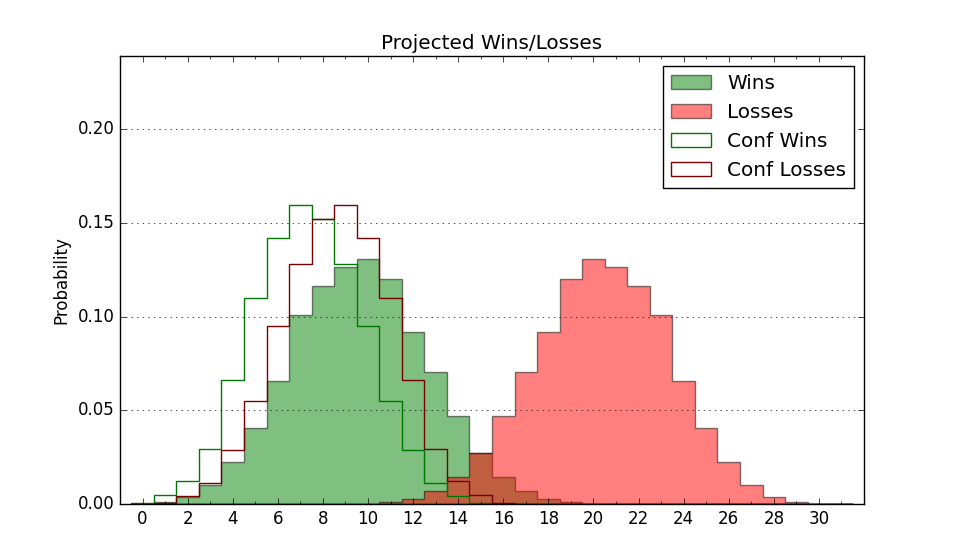 Projected Wins/Losses
Wins
Losses
Conf Wins
Conf Losses
Probability
0.20
0.15
0.10
0.05
0.00
0 2 4 6 8 10 12 14 16 18 20 22 24 26 28 30